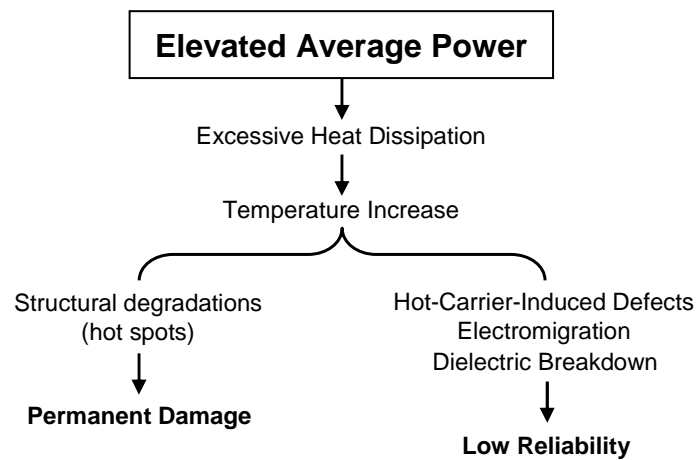 Elevated Average Power
Excessive Heat Dissipation
Temperature Increase
Structural degradations
(hot spots)
Permanent Damage
Hot-Carrier-Induced Defects
Electromigration
Dielectric Breakdown
Low Reliability